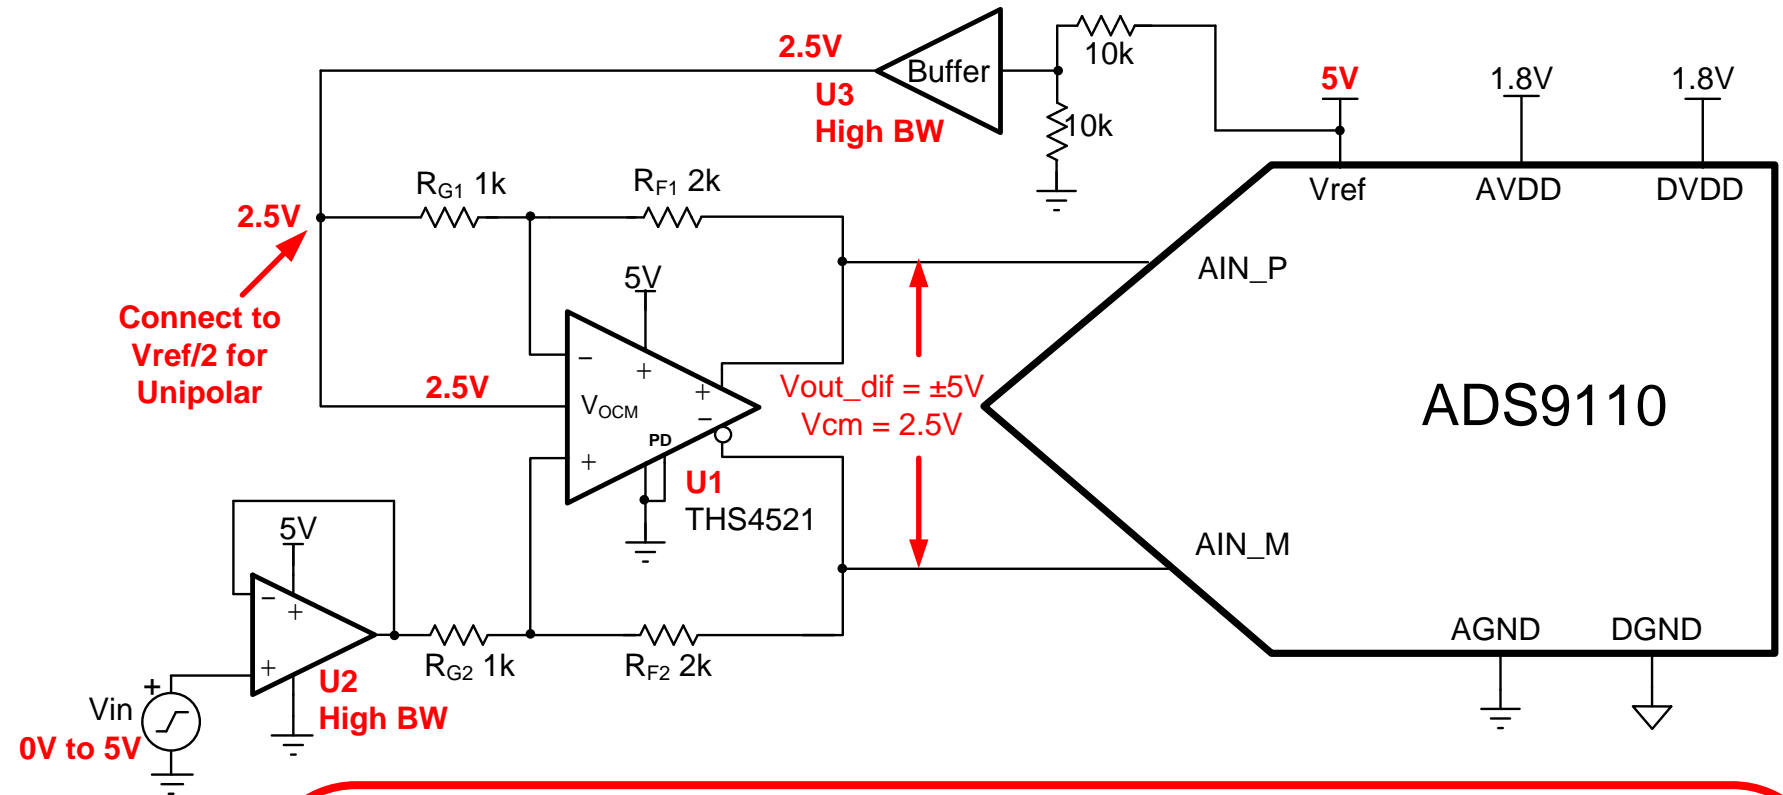 2.5V
Buffer
10k
U3
High BW
10k
5V
1.8V
1.8V
Vref
AVDD
DVDD
RG1 1k
RF1 2k
2.5V
Connect to
Vref/2 for
Unipolar
5V
−
+
2.5V
VOCM
+
−
+
PD
U1
THS4521
Vout_dif = ±5V
Vcm = 2.5V
AIN_P
ADS9110
AIN_M
AGND
DGND
5V
−
+
+
U2
High BW
RG2 1k
RF2 2k
+
Vin
0V to 5V